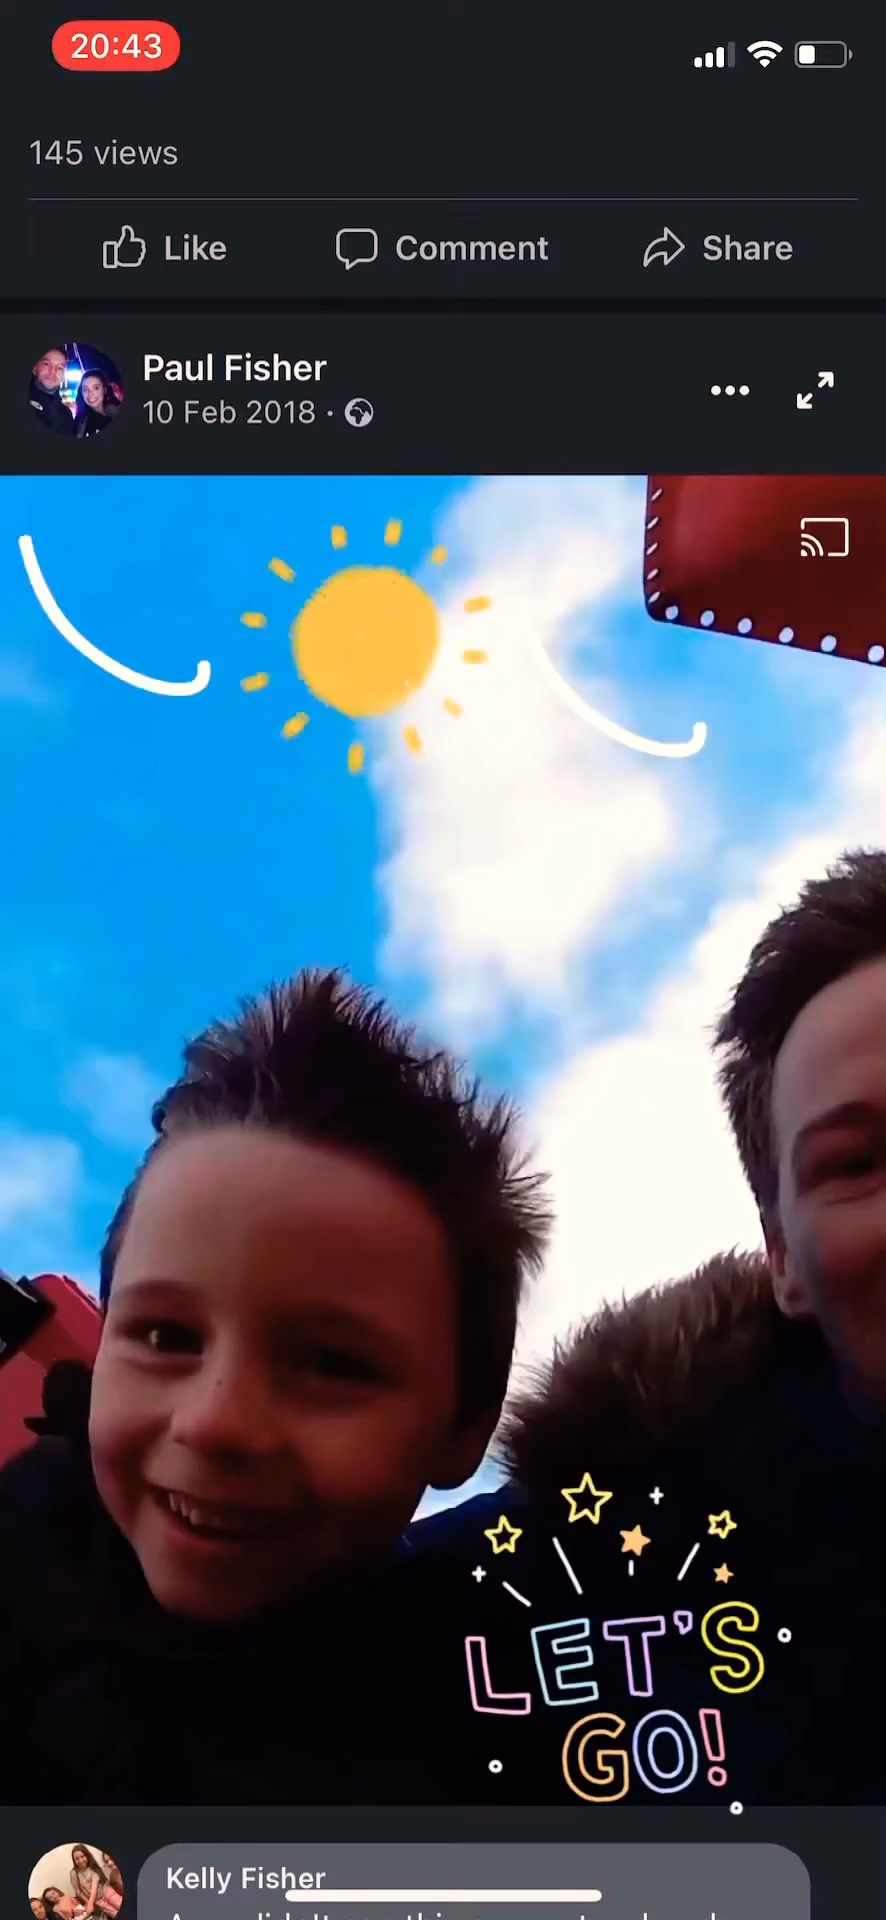 20:43
145 views
Like
Comment
Share
Paul Fisher
10 Feb 2018 ·
LET'S
GO!
Kelly Fisher